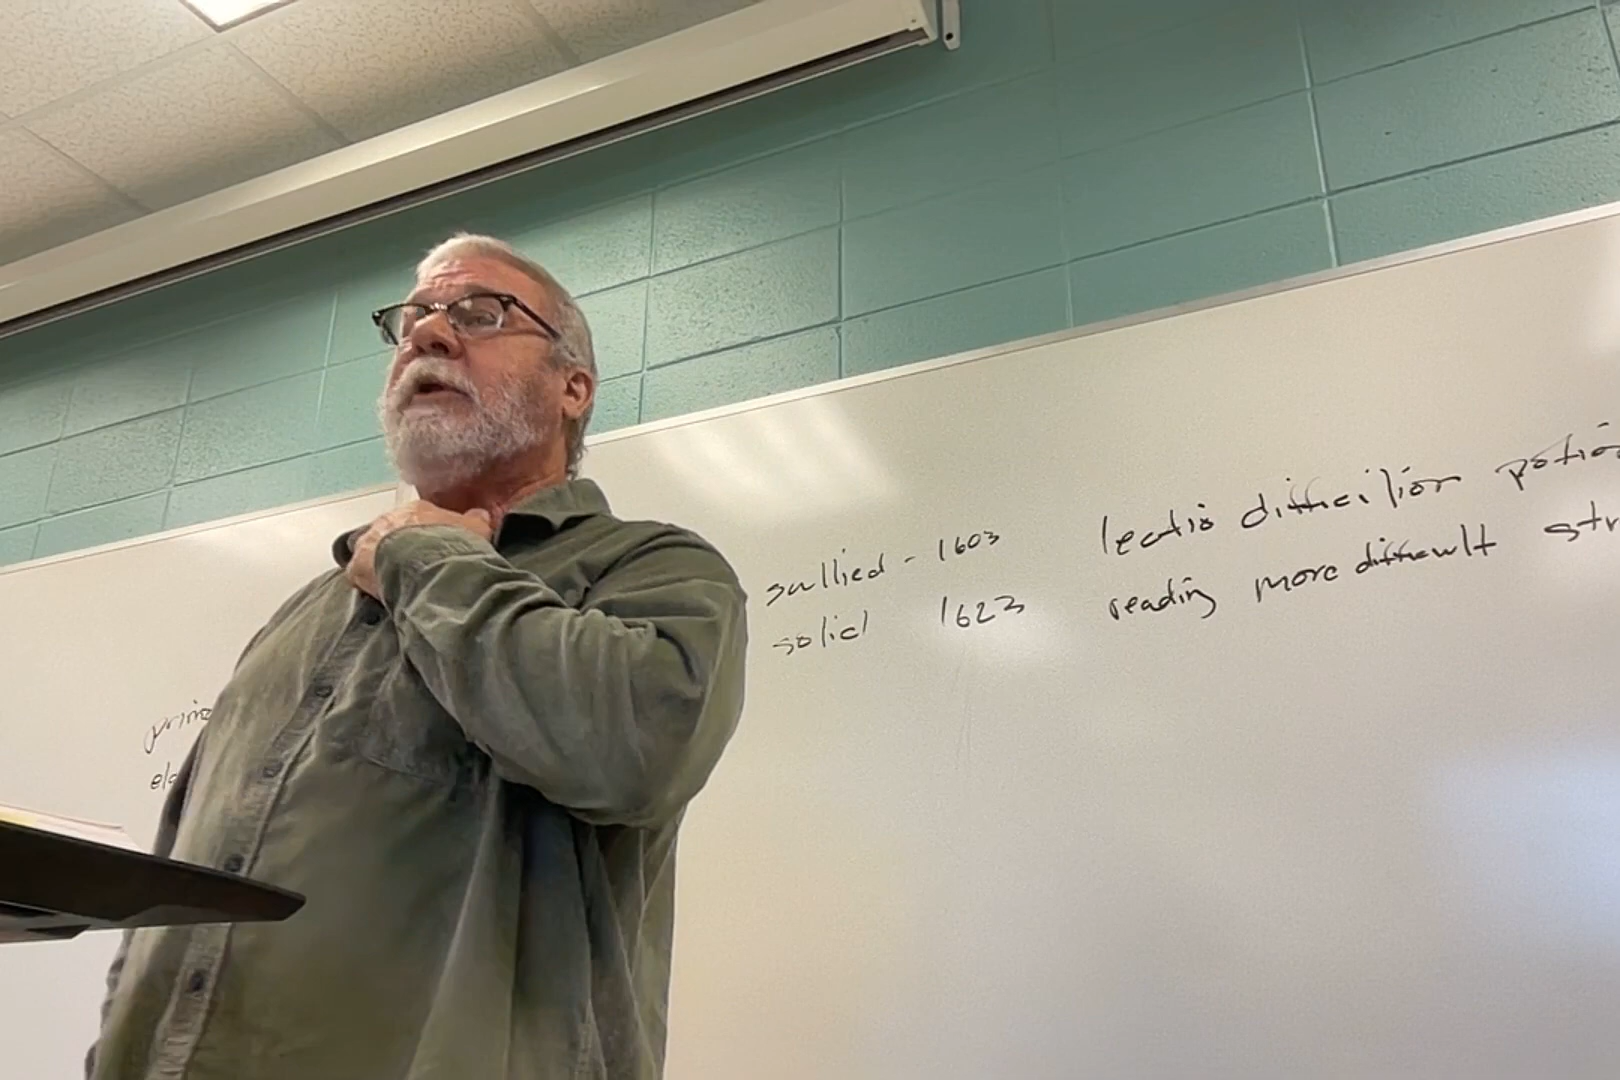 sullied - 1603 lectio difficilior
solid 1623 reading more difficult